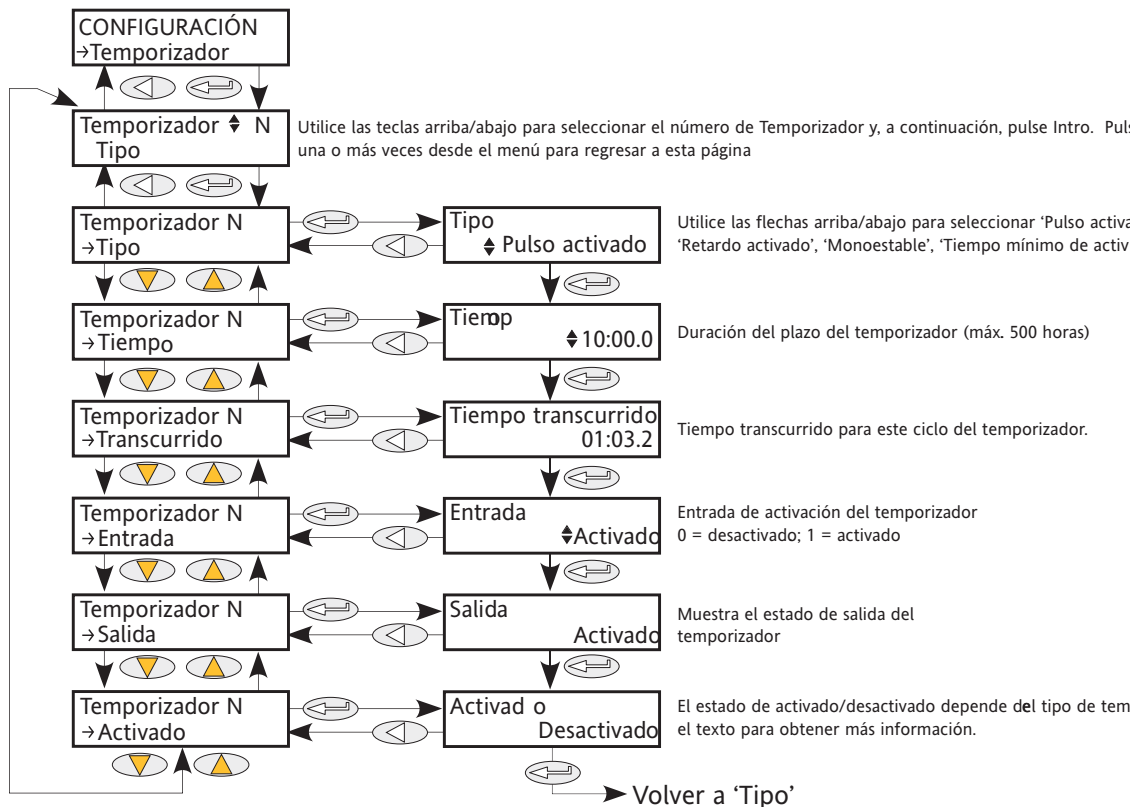 CONFIGURACIÓN
→Temporizador
Temporizador N
Tipo
Utilice las teclas arriba/abajo para seleccionar el número de Temporizador y, a continuación, pulse Intro.
una o más veces desde el menú para regresar a esta página
Temporizador N
→Tipo
Tipo
Pulso activado
Utilice las flechas arriba/abajo para seleccionar ‘Pulso
‘Retardo activado’, ‘Monoestable’, ‘Tiempo mínimo de
Temporizador N
→Tiempo
Tiemop
10:00.0
Duración del plazo del temporizador (máx. 500 horas)
Temporizador N
→Transcurrido
Tiempo transcurrido
01:03.2
Tiempo transcurrido para este ciclo del temporizador.
Temporizador N
→Entrada
Entrada
Activado
Entrada de activación del temporizador
0 = desactivado; 1 = activado
Temporizador N
→Salida
Salida
Activado
Muestra el estado de salida del
temporizador
Temporizador N
→Activado
Activad o
Desactivado
El estado de activado/desactivado depende del tipo de
el texto para obtener más información.
Volver a ‘Tipo’